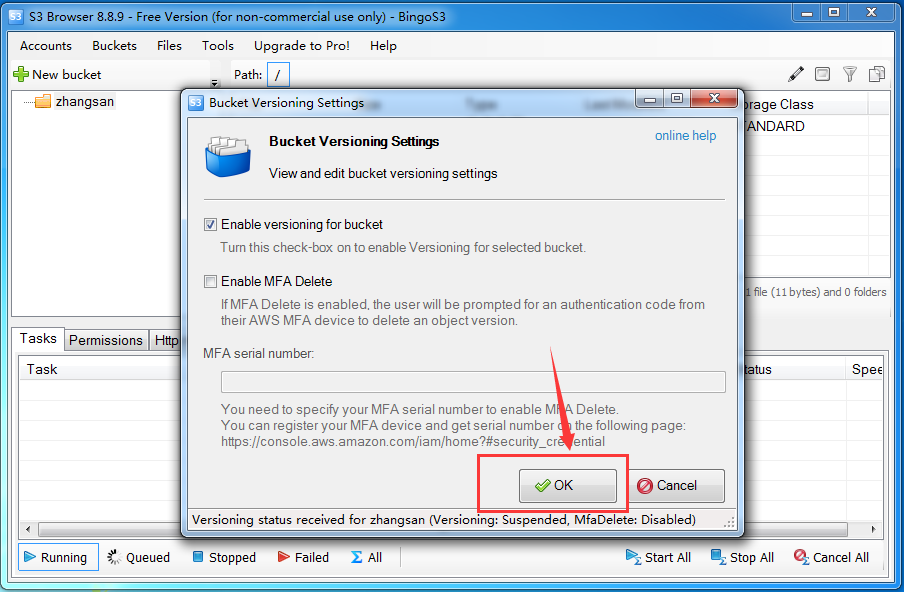 S3 Browser 8.8.9 - Free Version (for non-commercial use only) - BingoS3
Accounts Buckets Files Tools Upgrade to Pro! Help
New bucket
Path: /
zhangsan
Type
orage Class
TANDARD
1 file (11 bytes) and 0 folders
Bucket Versioning Settings
Bucket Versioning Settings
online help
View and edit bucket versioning settings
Enable versioning for bucket
Turn this check-box on to enable Versioning for selected bucket.
Enable MFA Delete
If MFA Delete is enabled, the user will be prompted for an authentication code from
their AWS MFA device to delete an object version.
MFA serial number:
You need to specify your MFA serial number to enable MFA Delete.
You can register your MFA device and get serial number on the following page:
https://console.aws.amazon.com/iam/home?#security_credential
OK Cancel
Versioning status received for zhangsan (Versioning: Suspended, MfaDelete: Disabled)
Tasks Permissions Http
Task tatus Spee
Running Queued Stopped Failed All Start All Stop All Cancel All